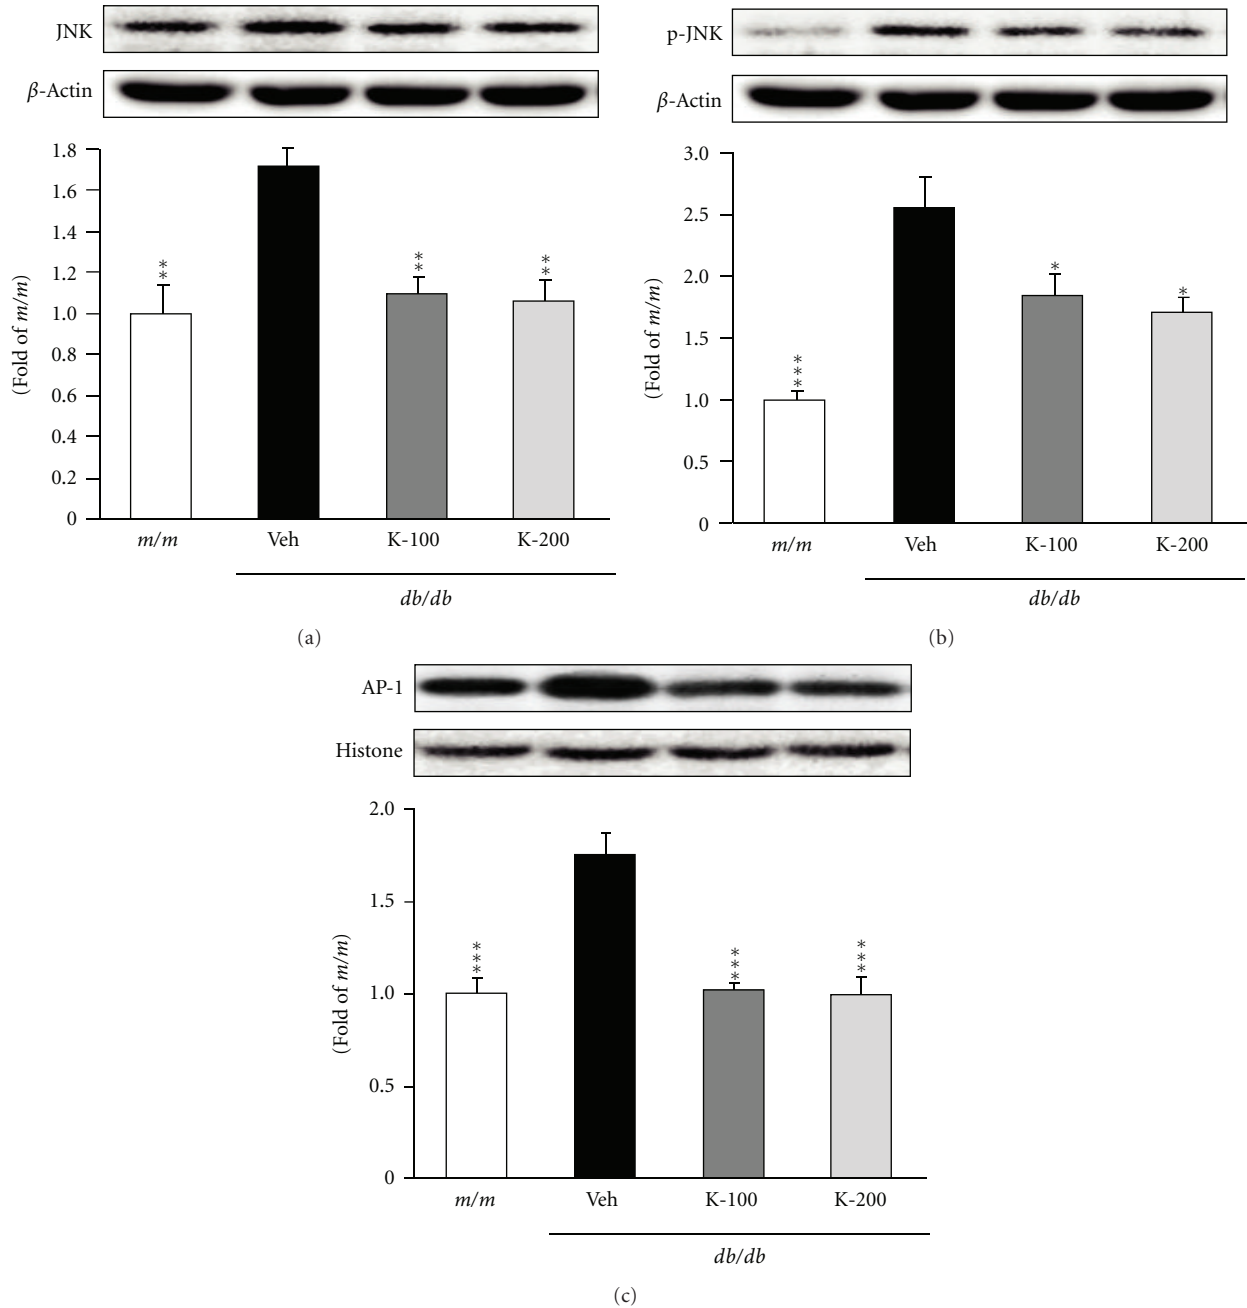 JNK
β-Actin
1.8
1.6
1.4
1.2
1.0
0.8
0.6
0.4
0.2
0
(Fold of m/m)
**
**
**
m/m Veh K-100 K-200
db/db
(a)
p-JNK
β-Actin
3.0
2.5
2.0
1.5
1.0
0.5
0
(Fold of m/m)
***
*
*
m/m Veh K-100 K-200
db/db
(b)
AP-1
Histone
2.0
1.5
1.0
0.5
0
(Fold of m/m)
***
***
***
m/m Veh K-100 K-200
db/db
(c)